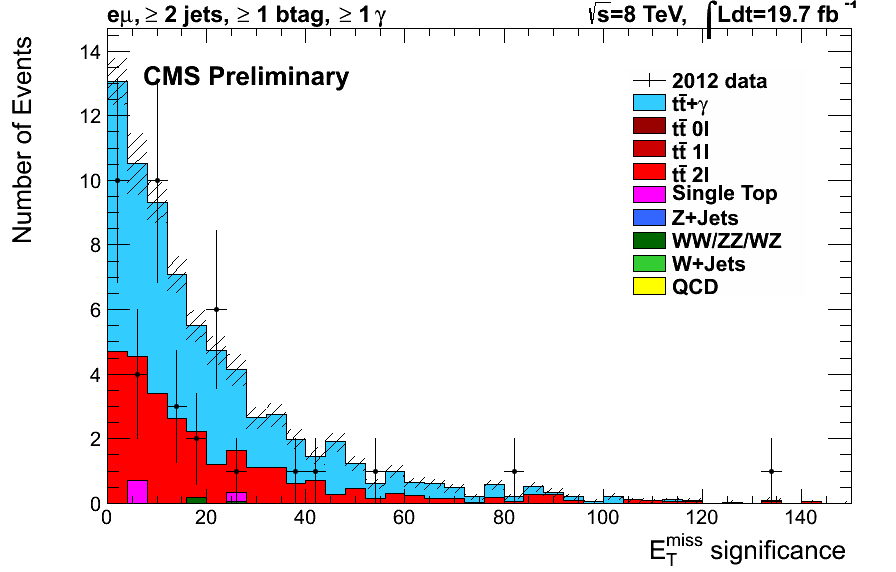 eμ, ≥ 2 jets, ≥ 1 btag, ≥ 1 γ
√s=8 TeV, ∫Ldt=19.7 fb⁻¹
CMS Preliminary
Number of Events
14
12
10
8
6
4
2
0
2012 data
tt̄+γ
tt̄ 0l
tt̄ 1l
tt̄ 2l
Single Top
Z+Jets
WW/ZZ/WZ
W+Jets
QCD
0 20 40 60 80 100 120 140
E_T^miss significance